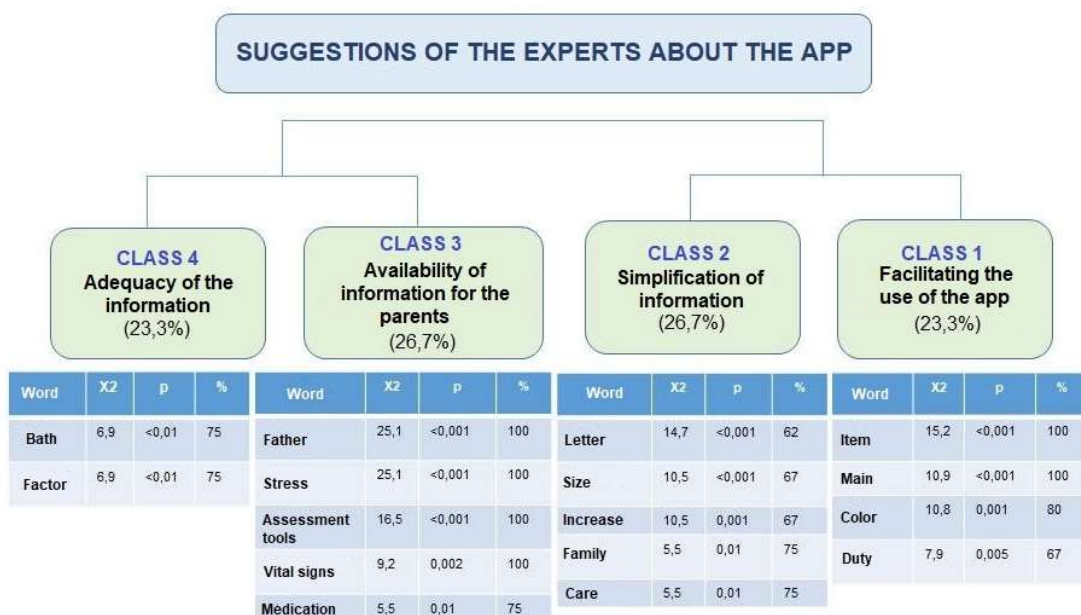 SUGGESTIONS OF THE EXPERTS ABOUT THE APP
CLASS 4
Adequacy of the
information
(23,3%)
CLASS 3
Availability of
information for the
parents
(26,7%)
CLASS 2
Simplification of
information
(26,7%)
CLASS 1
Facilitating the
use of the app
(23,3%)
Word X2 p %
Bath 6,9 <0,01 75
Factor 6,9 <0,01 75
Word X2 p %
Father 25,1 <0,001 100
Stress 25,1 <0,001 100
Assessment
tools 16,5 <0,001 100
Vital signs 9,2 0,002 100
Medication 5,5 0,01 75
Word X2 p %
Letter 14,7 <0,001 62
Size 10,5 <0,001 67
Increase 10,5 0,001 67
Family 5,5 0,01 75
Care 5,5 0,01 75
Word X2 p %
Item 15,2 <0,001 100
Main 10,9 <0,001 100
Color 10,8 0,001 80
Duty 7,9 0,005 67